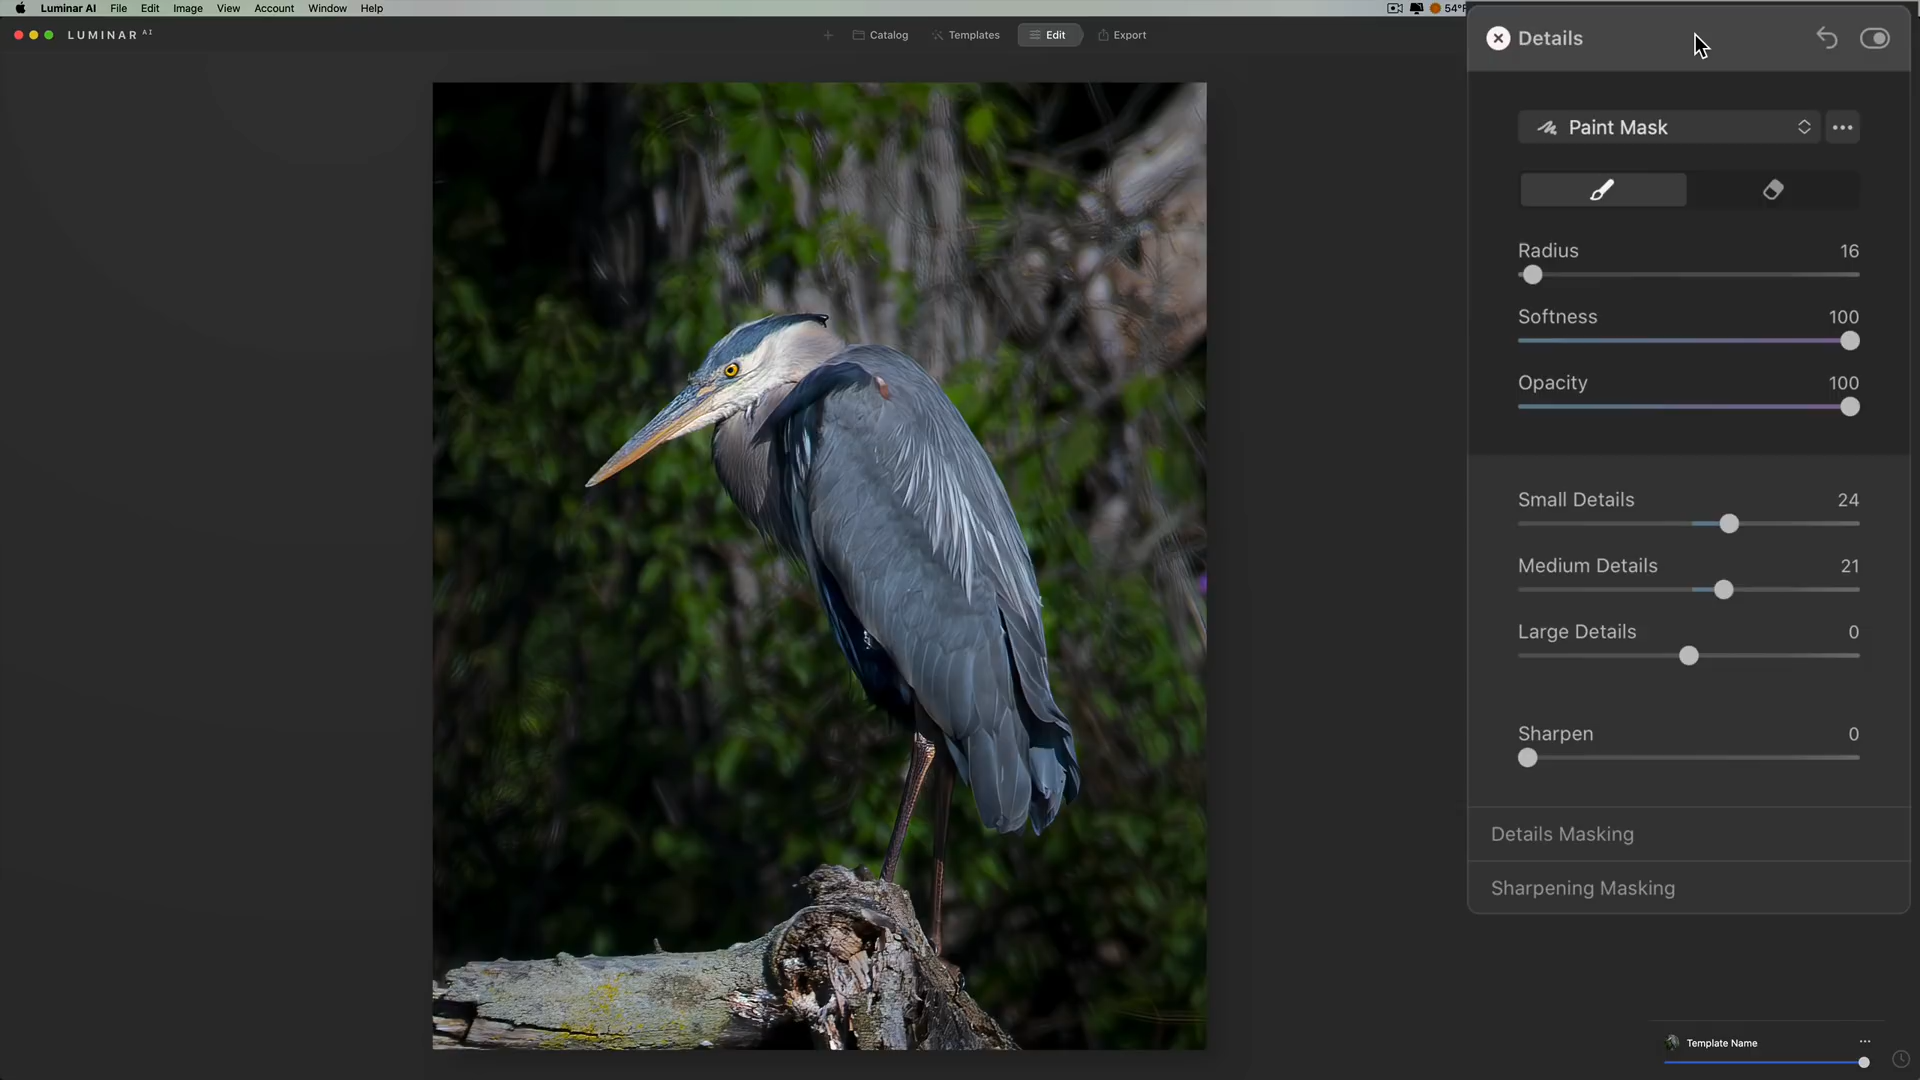 Luminar AI File Edit Image View Account Window Help
54°F
LUMINAR AI
Catalog Templates Edit Export
Details
Paint Mask
Radius 16
Softness 100
Opacity 100
Small Details 24
Medium Details 21
Large Details 0
Sharpen 0
Details Masking
Sharpening Masking
Template Name